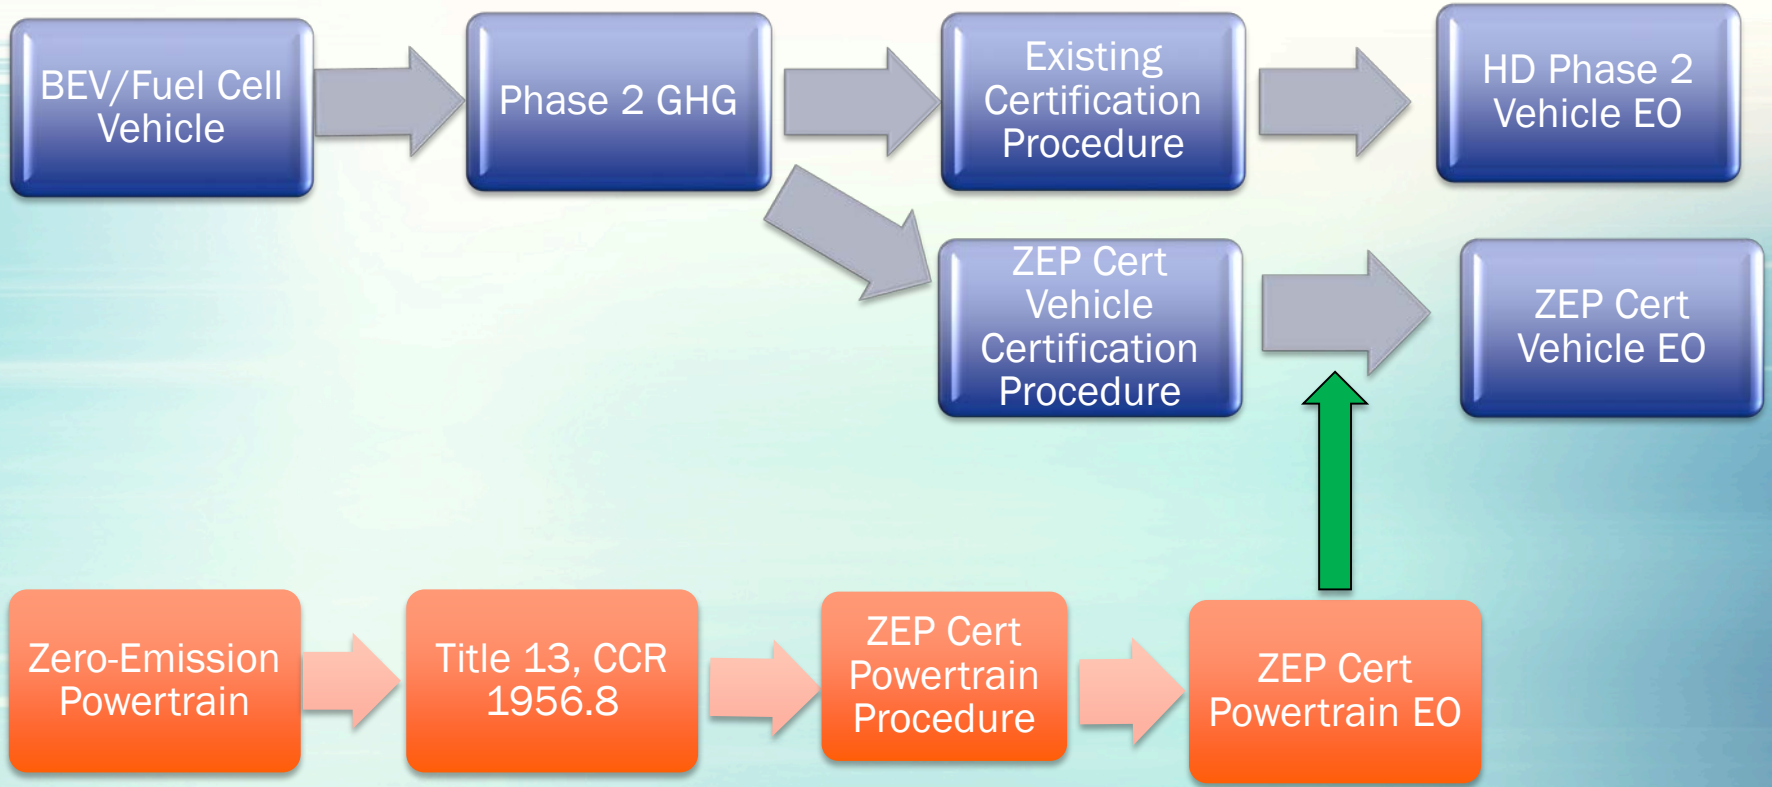 BEV/Fuel Cell
Vehicle
Phase 2 GHG
Existing
Certification
Procedure
HD Phase 2
Vehicle EO
ZEP Cert
Vehicle
Certification
Procedure
ZEP Cert
Vehicle EO
Zero-Emission
Powertrain
Title 13, CCR
1956.8
ZEP Cert
Powertrain
Procedure
ZEP Cert
Powertrain EO